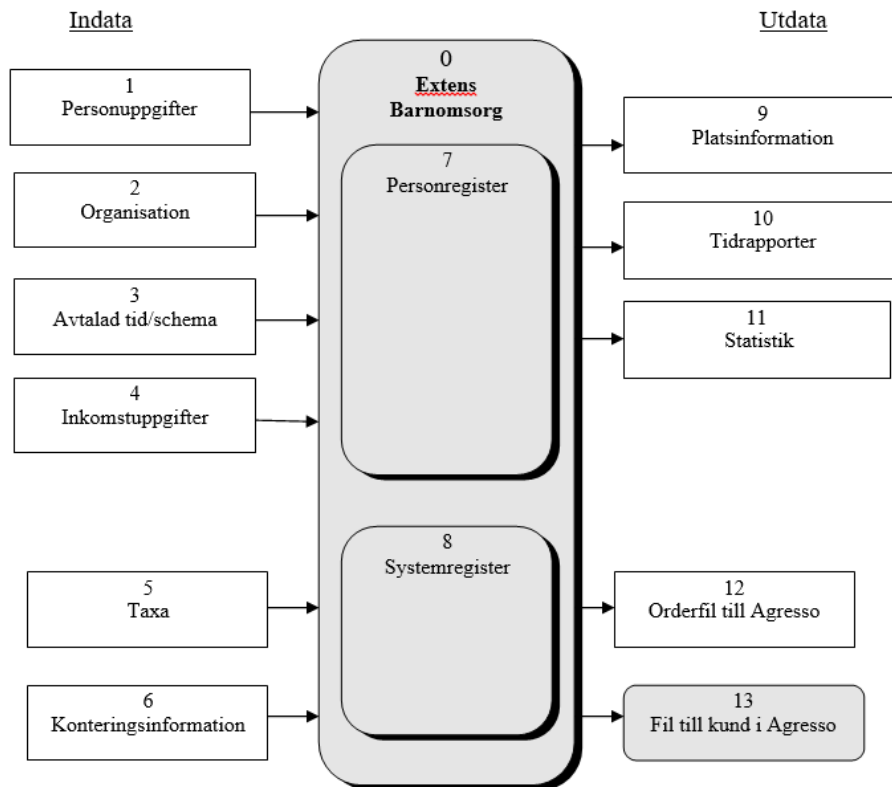 Indata
1
Personuppgifter
2
Organisation
3
Avtalad tid/schema
4
Inkomstuppgifter
5
Taxa
6
Konteringsinformation
0
Extens
Barnomsorg
7
Personregister
8
Systemregister
Utdata
9
Platsinformation
10
Tidrapporter
11
Statistik
12
Orderfil till Agresso
13
Fil till kund i Agresso